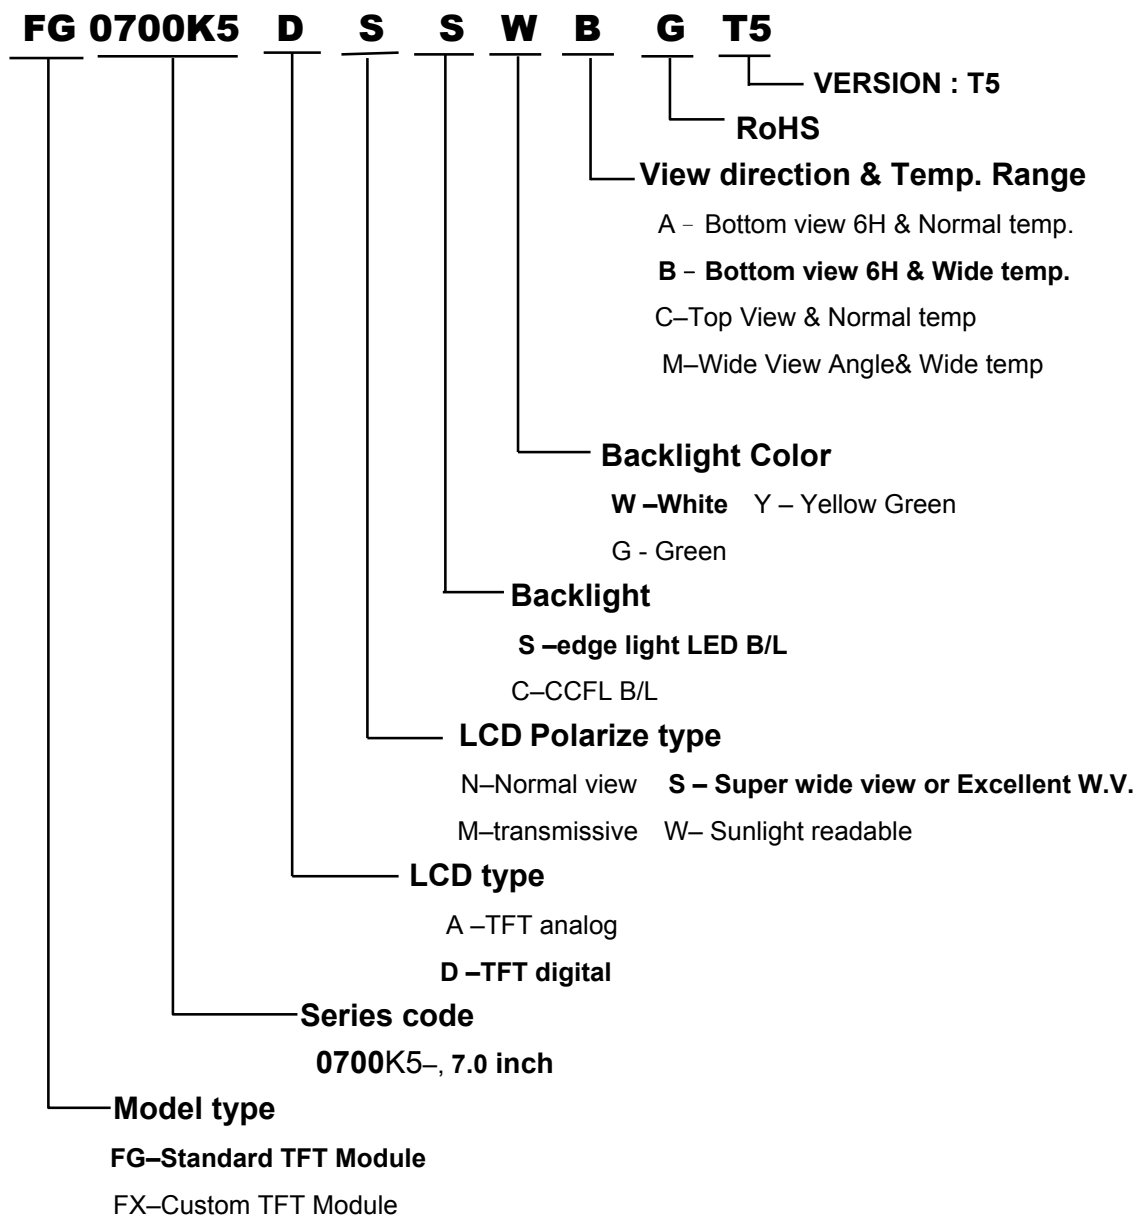 FG 0700K5 D S S W B G T5
VERSION : T5
RoHS
View direction & Temp. Range
A – Bottom view 6H & Normal temp.
B – Bottom view 6H & Wide temp.
C–Top View & Normal temp
M–Wide View Angle& Wide temp
Backlight Color
W –White Y – Yellow Green
G - Green
Backlight
S –edge light LED B/L
C–CCFL B/L
LCD Polarize type
N–Normal view S – Super wide view or Excellent W.V.
M–transmissive W– Sunlight readable
LCD type
A –TFT analog
D –TFT digital
Series code
0700K5–, 7.0 inch
Model type
FG–Standard TFT Module
FX–Custom TFT Module